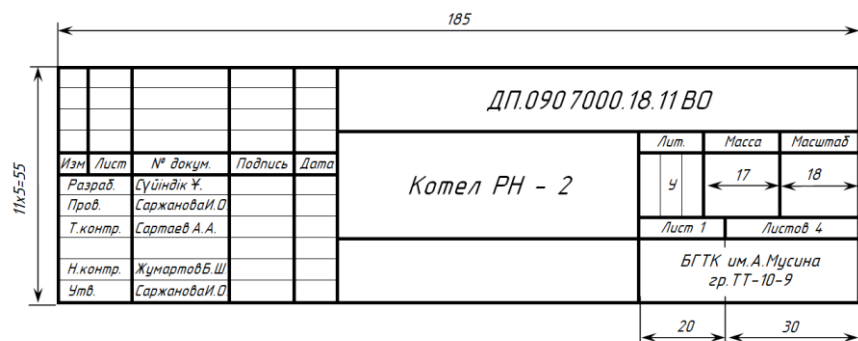 185
11х5=55
ДП.090 7000.18.11 ВО
Лит. Масса Масштаб
Изм Лист № докум. Подпись Дата
Котел РН - 2
У 17 18
Разраб. Сүйіндік Ұ.
Пров. СаржановаИ.О
Т.контр. Сартаев А.А.
Лист 1 Листов 4
Н.контр. ЖумартовБ.Ш
Утв. СаржановаИ.О
БГТК им.А.Мусина
гр.ТТ-10-9
20 30